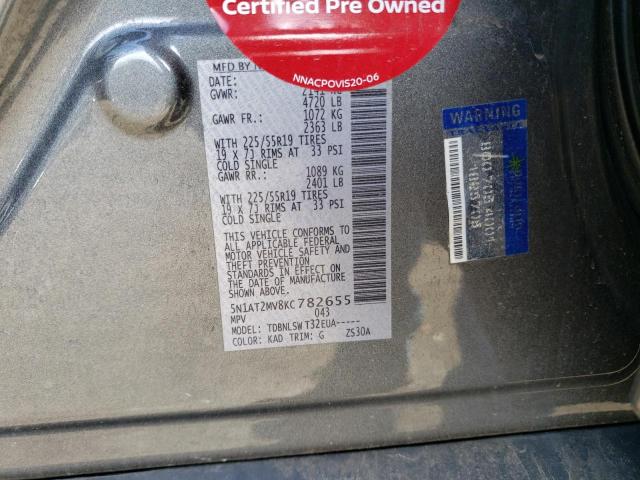 Certified Pre Owned
NNACPOVIS20-06
MFD BY
DATE:
GVWR: 2141 KG
4720 LB
GAWR FR.: 1072 KG
2363 LB
WITH 225/55R19 TIRES
19 X 7J RIMS AT 33 PSI
COLD SINGLE
GAWR RR.: 1089 KG
2401 LB
WITH 225/55R19 TIRES
19 X 7J RIMS AT 33 PSI
COLD SINGLE
THIS VEHICLE CONFORMS TO
ALL APPLICABLE FEDERAL
MOTOR VEHICLE SAFETY AND
THEFT PREVENTION
STANDARDS IN EFFECT ON THE
DATE OF MANUFACTURE
5N1AT2MV8KC782655
MPV 043
MODEL: TDBNLSW T32EUA-----
COLOR: KAD TRIM: G ZS30A
WARNING